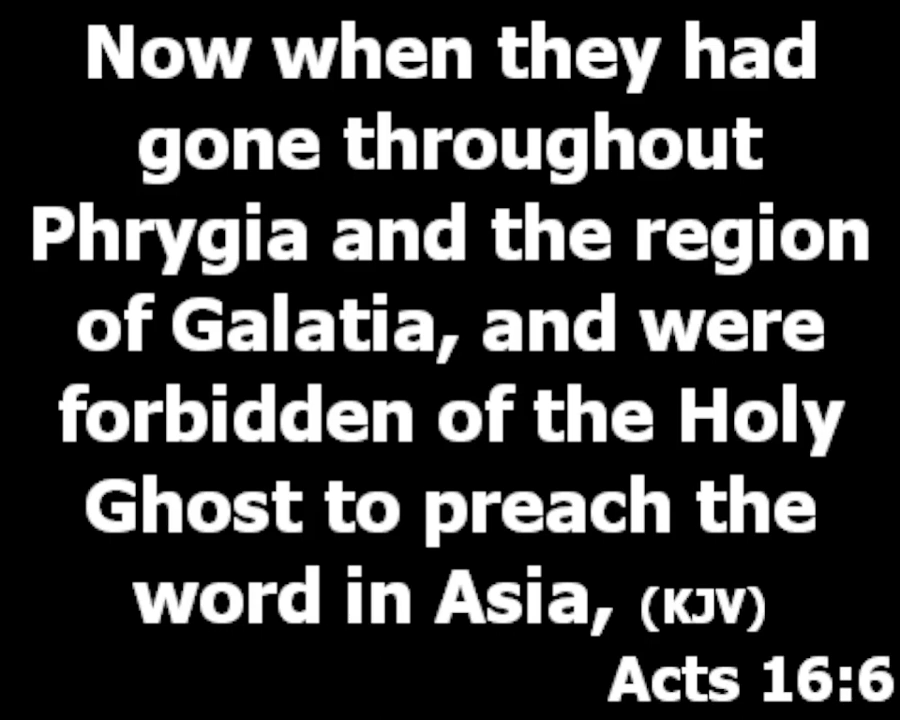 Now when they had
gone throughout
Phrygia and the region
of Galatia, and were
forbidden of the Holy
Ghost to preach the
word in Asia, (KJV)
Acts 16:6